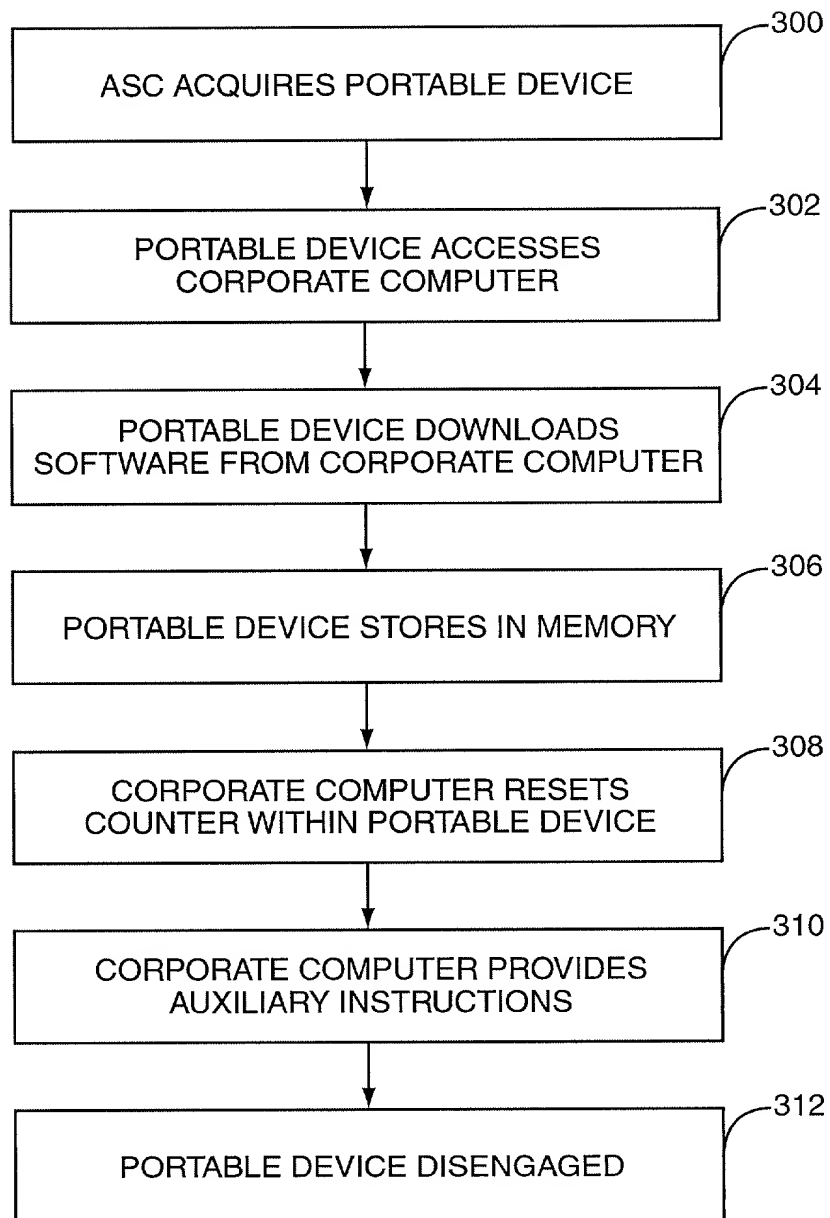 300
ASC ACQUIRES PORTABLE DEVICE
302
PORTABLE DEVICE ACCESSES
CORPORATE COMPUTER
304
PORTABLE DEVICE DOWNLOADS
SOFTWARE FROM CORPORATE COMPUTER
306
PORTABLE DEVICE STORES IN MEMORY
308
CORPORATE COMPUTER RESETS
COUNTER WITHIN PORTABLE DEVICE
310
CORPORATE COMPUTER PROVIDES
AUXILIARY INSTRUCTIONS
312
PORTABLE DEVICE DISENGAGED